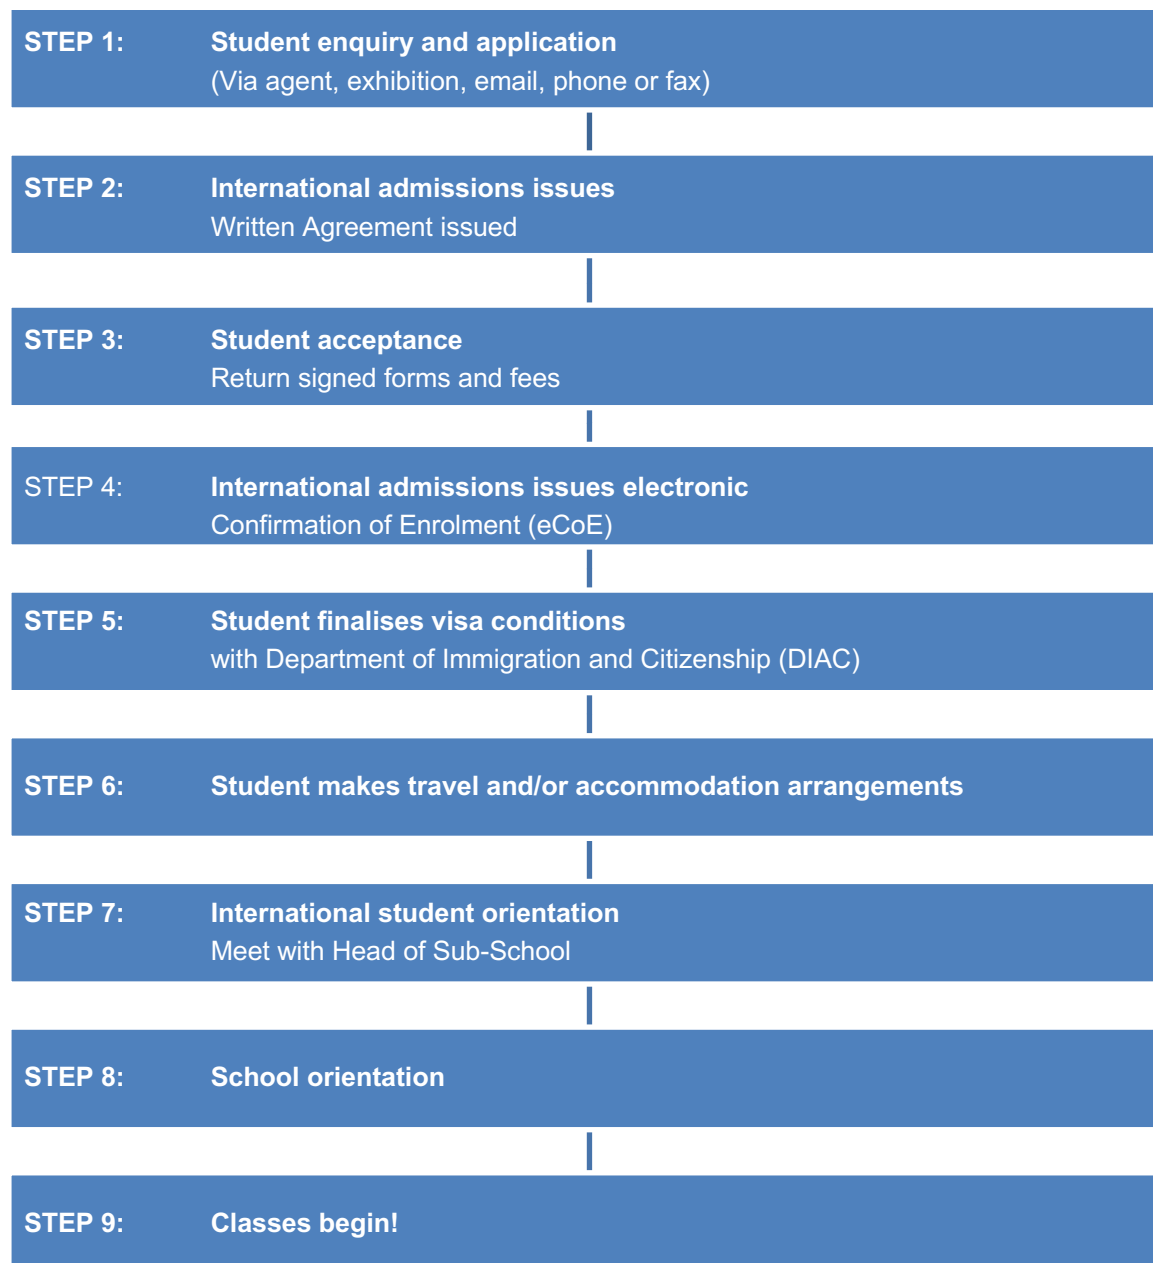 STEP 1: Student enquiry and application
(Via agent, exhibition, email, phone or fax)
STEP 2: International admissions issues
Written Agreement issued
STEP 3: Student acceptance
Return signed forms and fees
STEP 4: International admissions issues electronic
Confirmation of Enrolment (eCoE)
STEP 5: Student finalises visa conditions
with Department of Immigration and Citizenship (DIAC)
STEP 6: Student makes travel and/or accommodation arrangements
STEP 7: International student orientation
Meet with Head of Sub-School
STEP 8: School orientation
STEP 9: Classes begin!